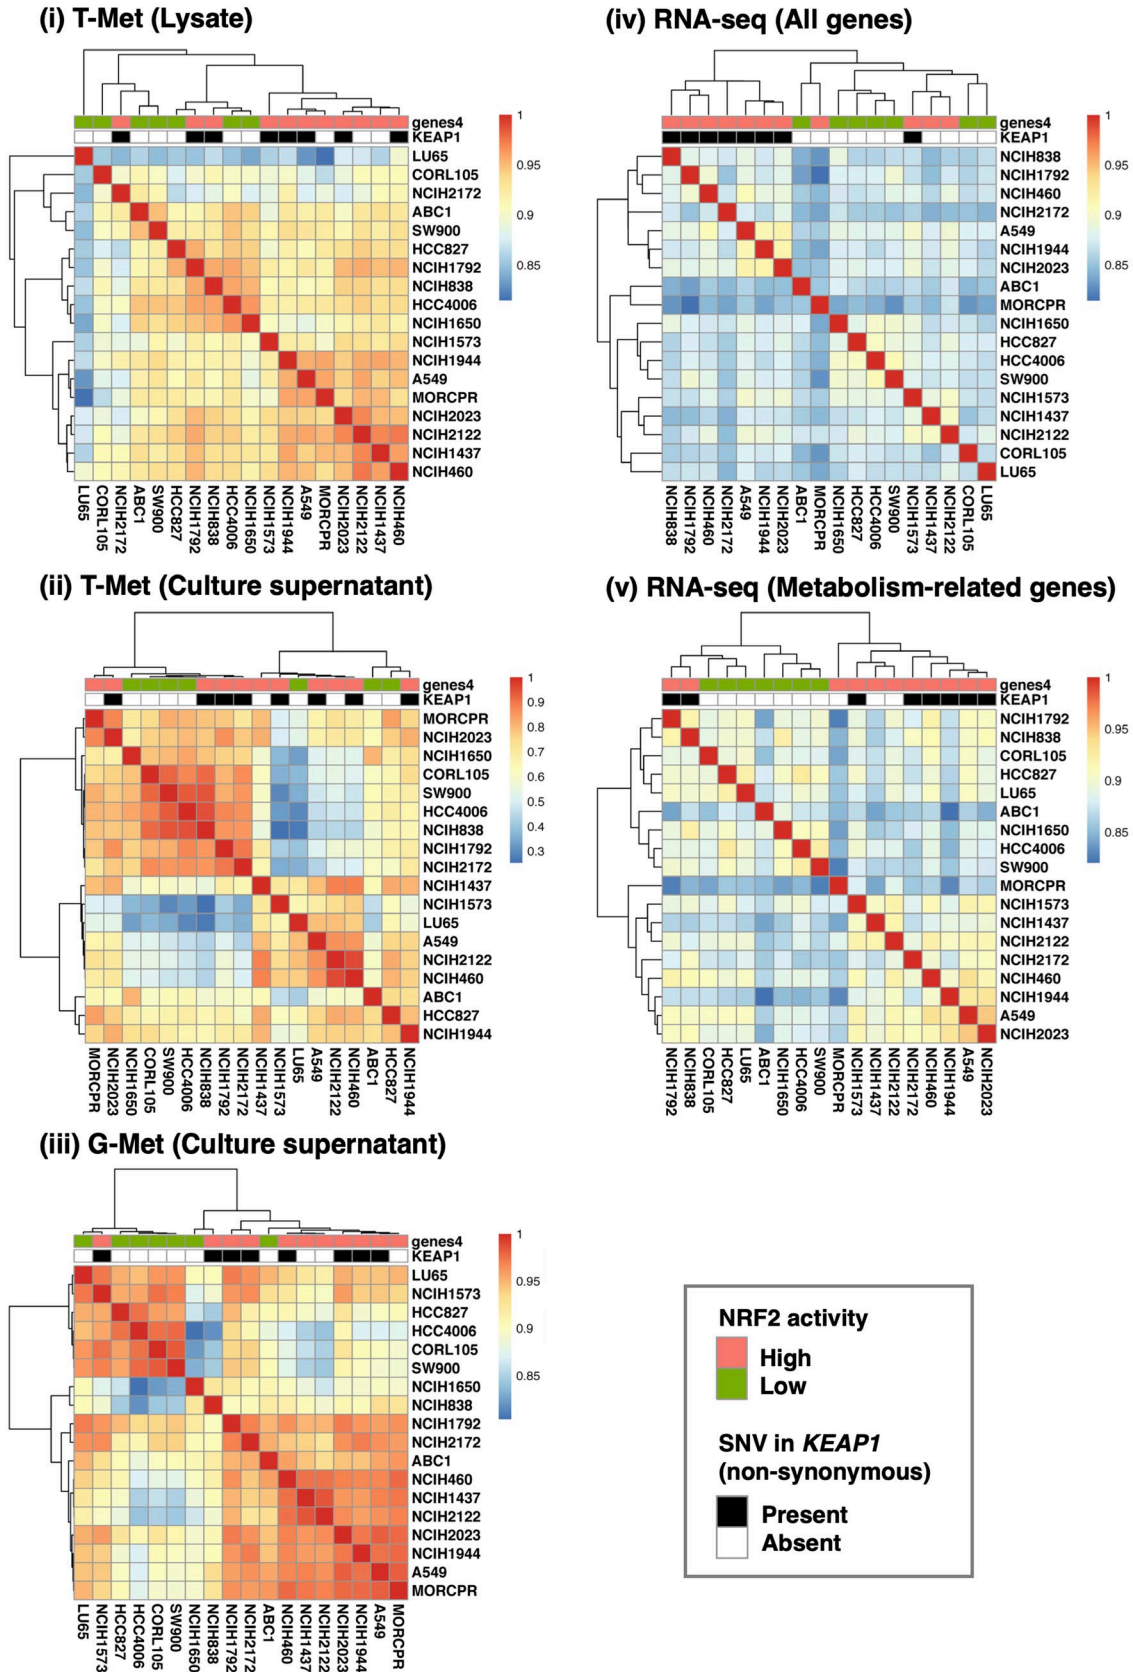 (i) T-Met (Lysate)
genes4
KEAP1
LU65
CORL105
NCIH2172
ABC1
SW900
HCC827
NCIH1792
NCIH838
HCC4006
NCIH1650
NCIH1573
NCIH1944
A549
MORCPR
NCIH2023
NCIH2122
NCIH1437
NCIH460
1
0.95
0.9
0.85
LU65
CORL105
NCIH2172
ABC1
SW900
HCC827
NCIH1792
NCIH838
HCC4006
NCIH1650
NCIH1573
NCIH1944
A549
MORCPR
NCIH2023
NCIH2122
NCIH1437
NCIH460
(iv) RNA-seq (All genes)
genes4
KEAP1
NCIH838
NCIH1792
NCIH460
NCIH2172
A549
NCIH1944
NCIH2023
ABC1
MORCPR
NCIH1650
HCC827
HCC4006
SW900
NCIH1573
NCIH1437
NCIH2122
CORL105
LU65
1
0.95
0.9
0.85
NCIH838
NCIH1792
NCIH460
NCIH2172
A549
NCIH1944
NCIH2023
ABC1
MORCPR
NCIH1650
HCC827
HCC4006
SW900
NCIH1573
NCIH1437
NCIH2122
CORL105
LU65
(ii) T-Met (Culture supernatant)
genes4
KEAP1
MORCPR
NCIH2023
NCIH1650
CORL105
SW900
HCC4006
NCIH838
NCIH1792
NCIH2172
NCIH1437
NCIH1573
LU65
A549
NCIH2122
NCIH460
ABC1
HCC827
NCIH1944
1
0.9
0.8
0.7
0.6
0.5
0.4
0.3
MORCPR
NCIH2023
NCIH1650
CORL105
SW900
HCC4006
NCIH838
NCIH1792
NCIH2172
NCIH1437
NCIH1573
LU65
A549
NCIH2122
NCIH460
ABC1
HCC827
NCIH1944
(v) RNA-seq (Metabolism-related genes)
genes4
KEAP1
NCIH1792
NCIH838
CORL105
HCC827
LU65
ABC1
NCIH1650
HCC4006
SW900
MORCPR
NCIH1573
NCIH1437
NCIH2122
NCIH2172
NCIH460
NCIH1944
A549
NCIH2023
1
0.95
0.9
0.85
NCIH1792
NCIH838
CORL105
HCC827
LU65
ABC1
NCIH1650
HCC4006
SW900
MORCPR
NCIH1573
NCIH1437
NCIH2122
NCIH2172
NCIH460
NCIH1944
A549
NCIH2023
(iii) G-Met (Culture supernatant)
genes4
KEAP1
LU65
NCIH1573
HCC827
HCC4006
CORL105
SW900
NCIH1650
NCIH838
NCIH1792
NCIH2172
ABC1
NCIH460
NCIH1437
NCIH2122
NCIH2023
NCIH1944
A549
MORCPR
1
0.95
0.9
0.85
LU65
NCIH1573
HCC827
HCC4006
CORL105
SW900
NCIH1650
NCIH838
NCIH1792
NCIH2172
ABC1
NCIH460
NCIH1437
NCIH2122
NCIH2023
NCIH1944
A549
MORCPR
NRF2 activity
High
Low
SNV in KEAP1
(non-synonymous)
Present
Absent